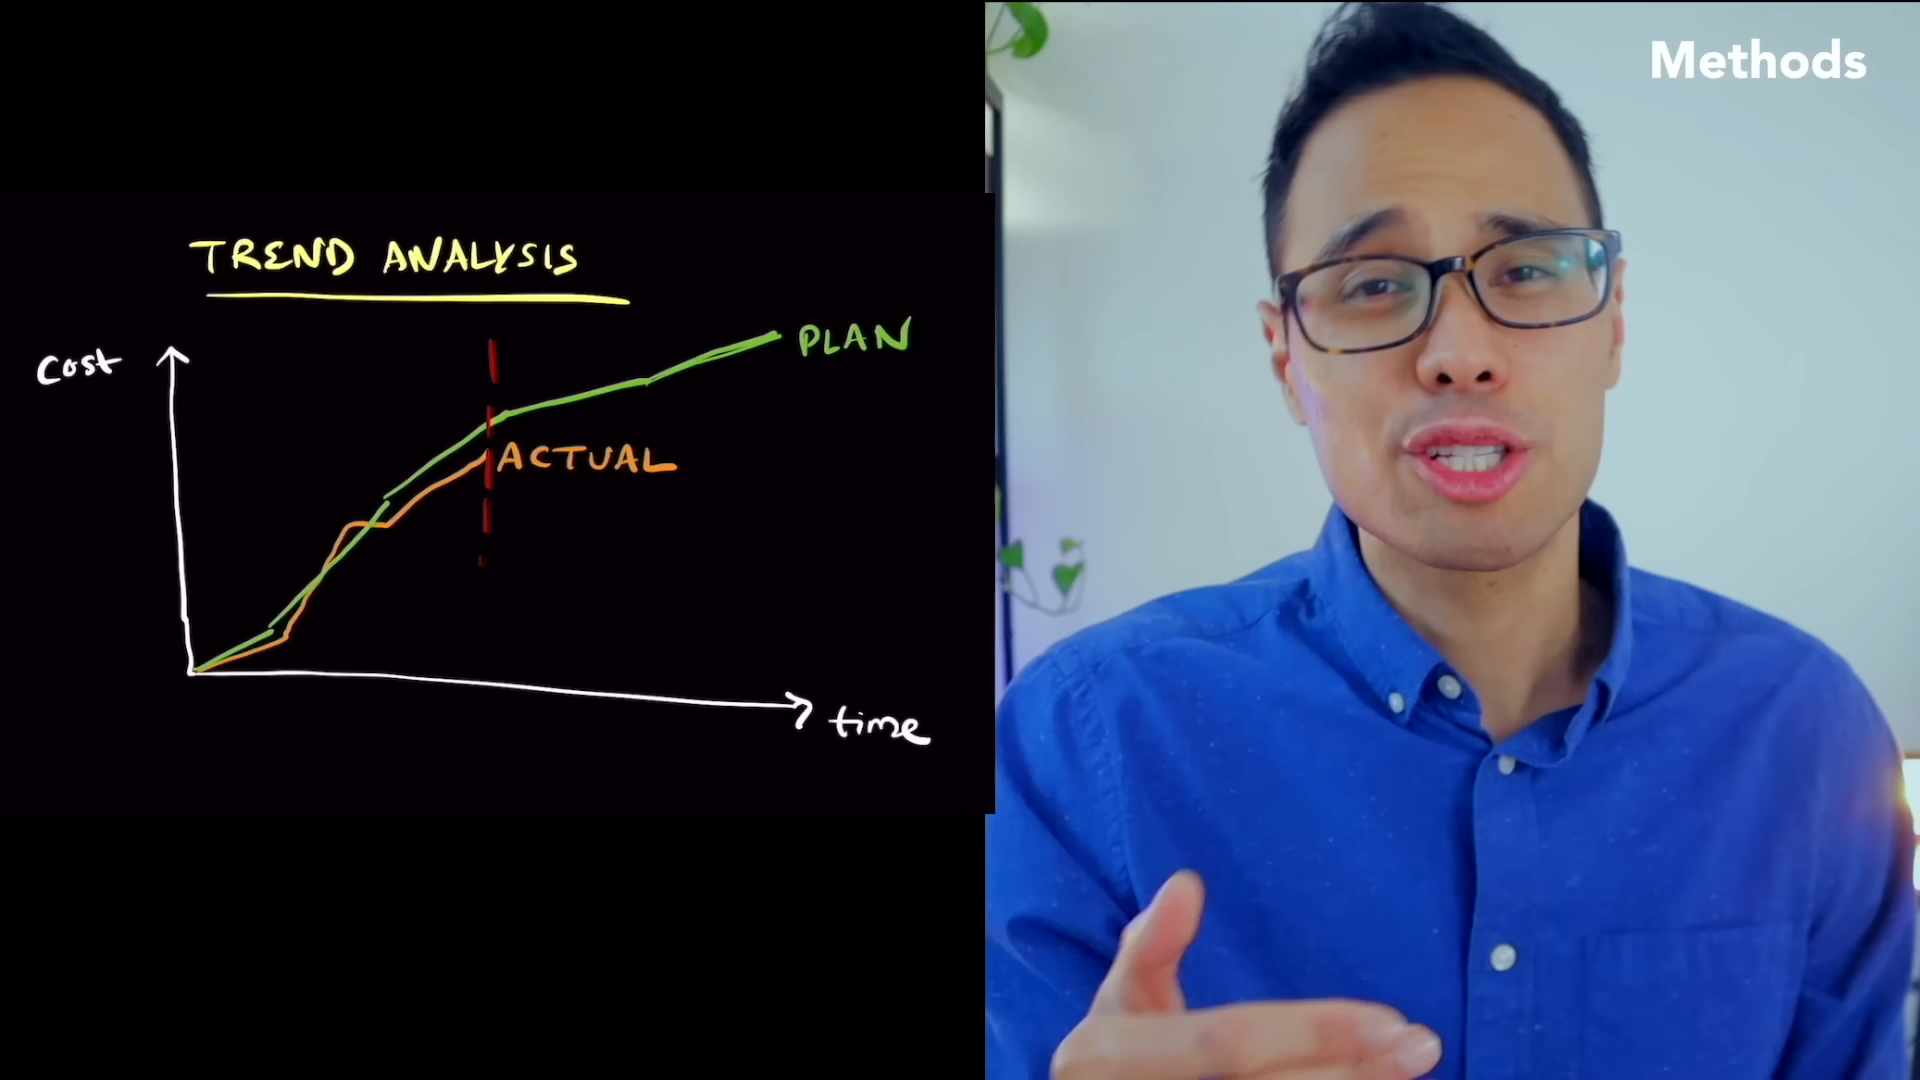 Methods
TREND ANALYSIS
cost
PLAN
ACTUAL
time